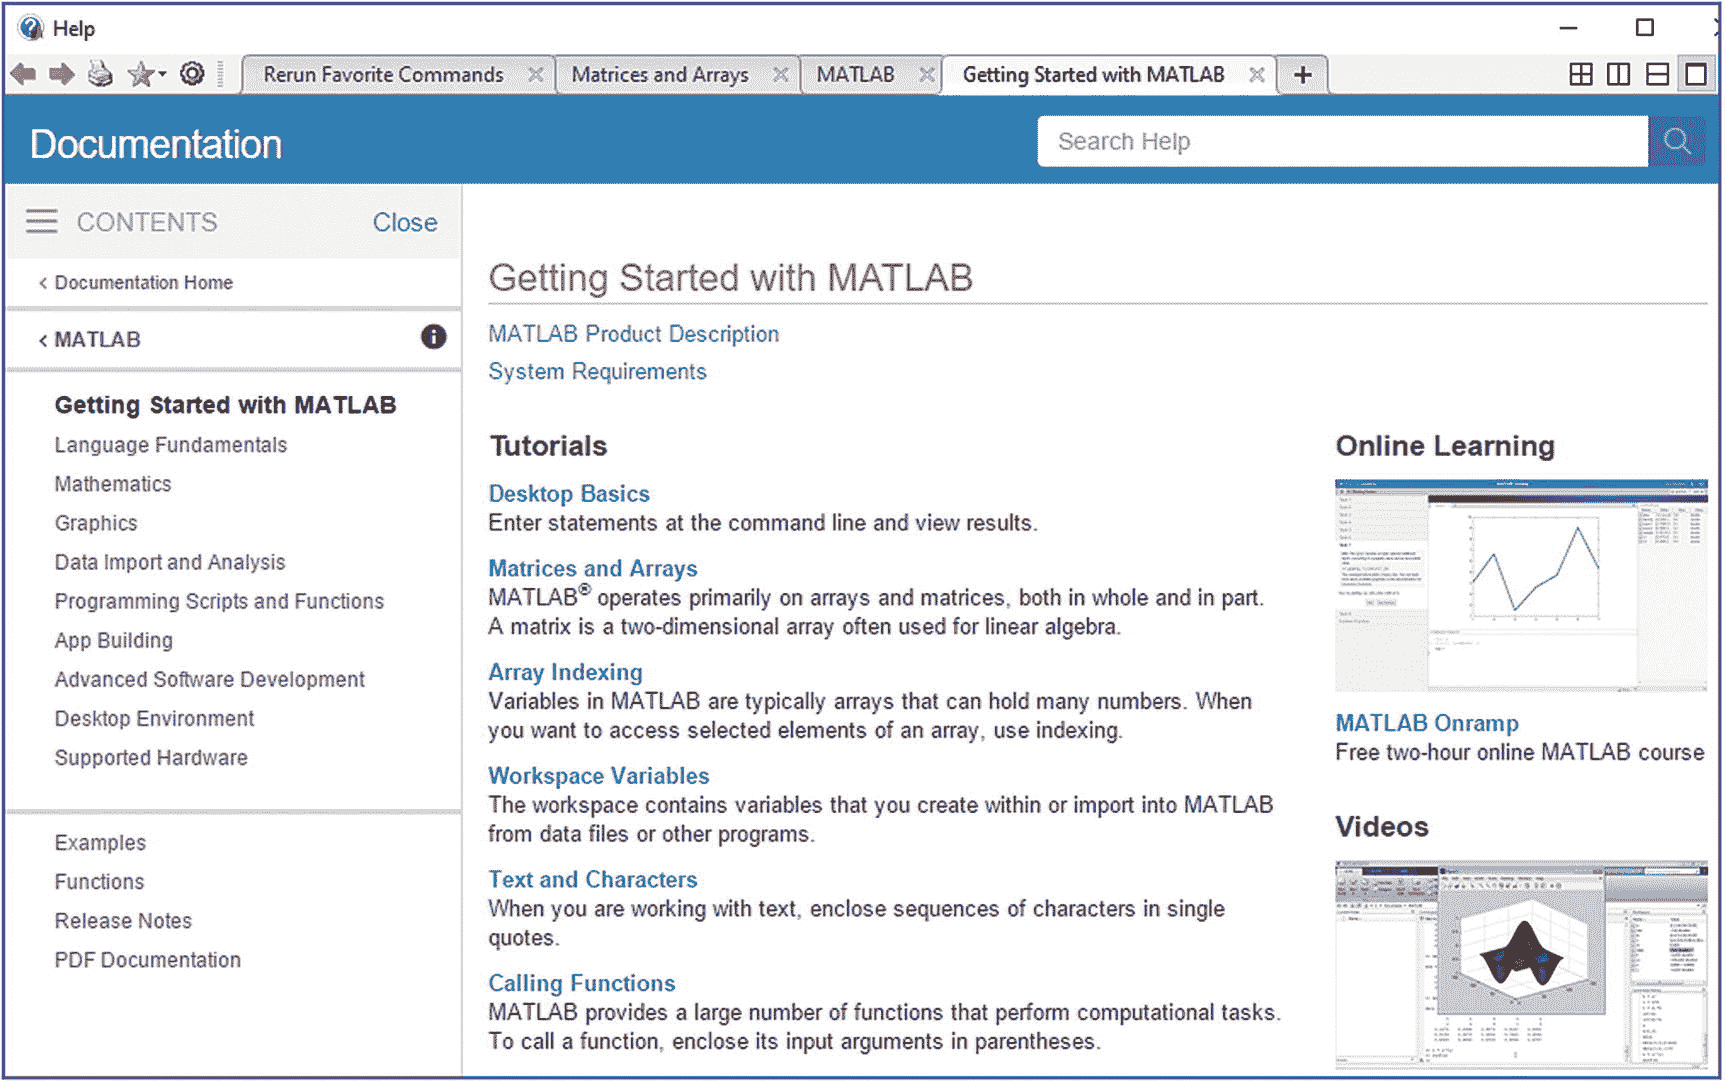 Help
Rerun Favorite Commands
Matrices and Arrays
MATLAB
Getting Started with MATLAB
Documentation
Search Help
CONTENTS
Close
Documentation Home
MATLAB
Getting Started with MATLAB
Language Fundamentals
Mathematics
Graphics
Data Import and Analysis
Programming Scripts and Functions
App Building
Advanced Software Development
Desktop Environment
Supported Hardware
Examples
Functions
Release Notes
PDF Documentation
Getting Started with MATLAB
MATLAB Product Description
System Requirements
Tutorials
Desktop Basics
Enter statements at the command line and view results.
Matrices and Arrays
MATLAB® operates primarily on arrays and matrices, both in whole and in part.
A matrix is a two-dimensional array often used for linear algebra.
Array Indexing
Variables in MATLAB are typically arrays that can hold many numbers. When
you want to access selected elements of an array, use indexing.
Workspace Variables
The workspace contains variables that you create within or import into MATLAB
from data files or other programs.
Text and Characters
When you are working with text, enclose sequences of characters in single
quotes.
Calling Functions
MATLAB provides a large number of functions that perform computational tasks.
To call a function, enclose its input arguments in parentheses.
Online Learning
MATLAB Onramp
Free two-hour online MATLAB course
Videos